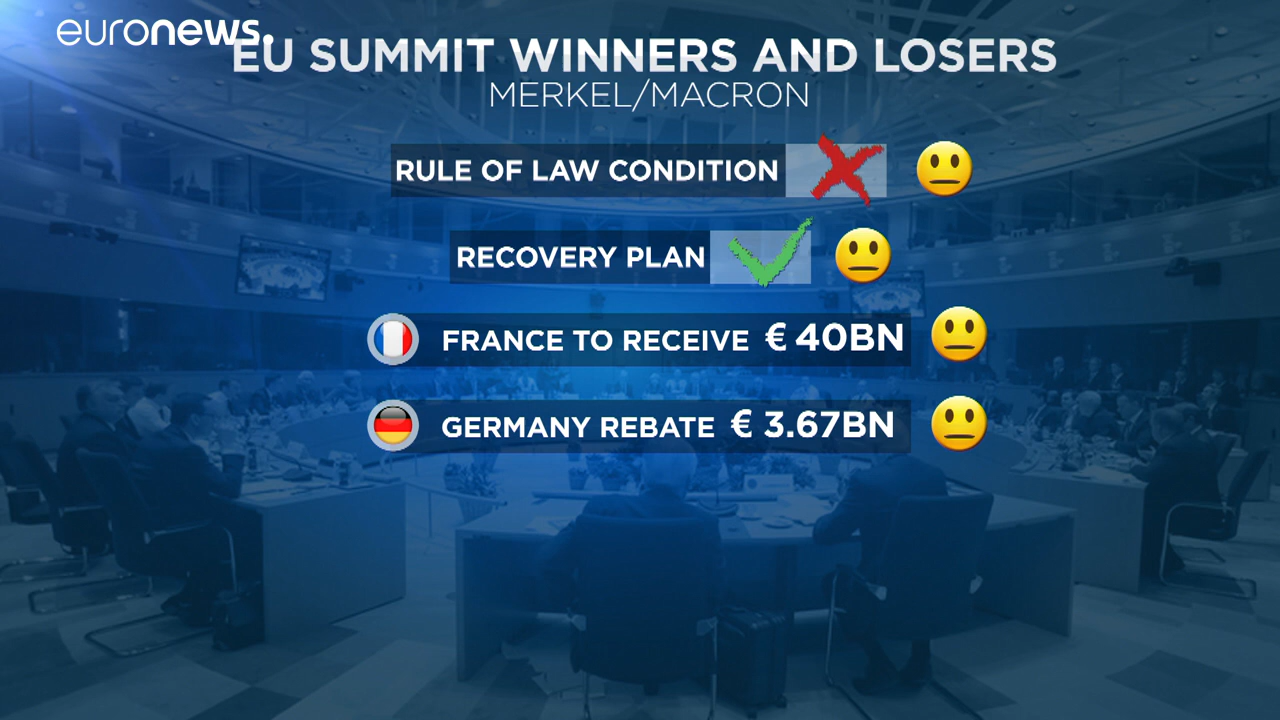 euronews.
EU SUMMIT WINNERS AND LOSERS
MERKEL/MACRON
RULE OF LAW CONDITION
RECOVERY PLAN
FRANCE TO RECEIVE € 40BN
GERMANY REBATE € 3.67BN